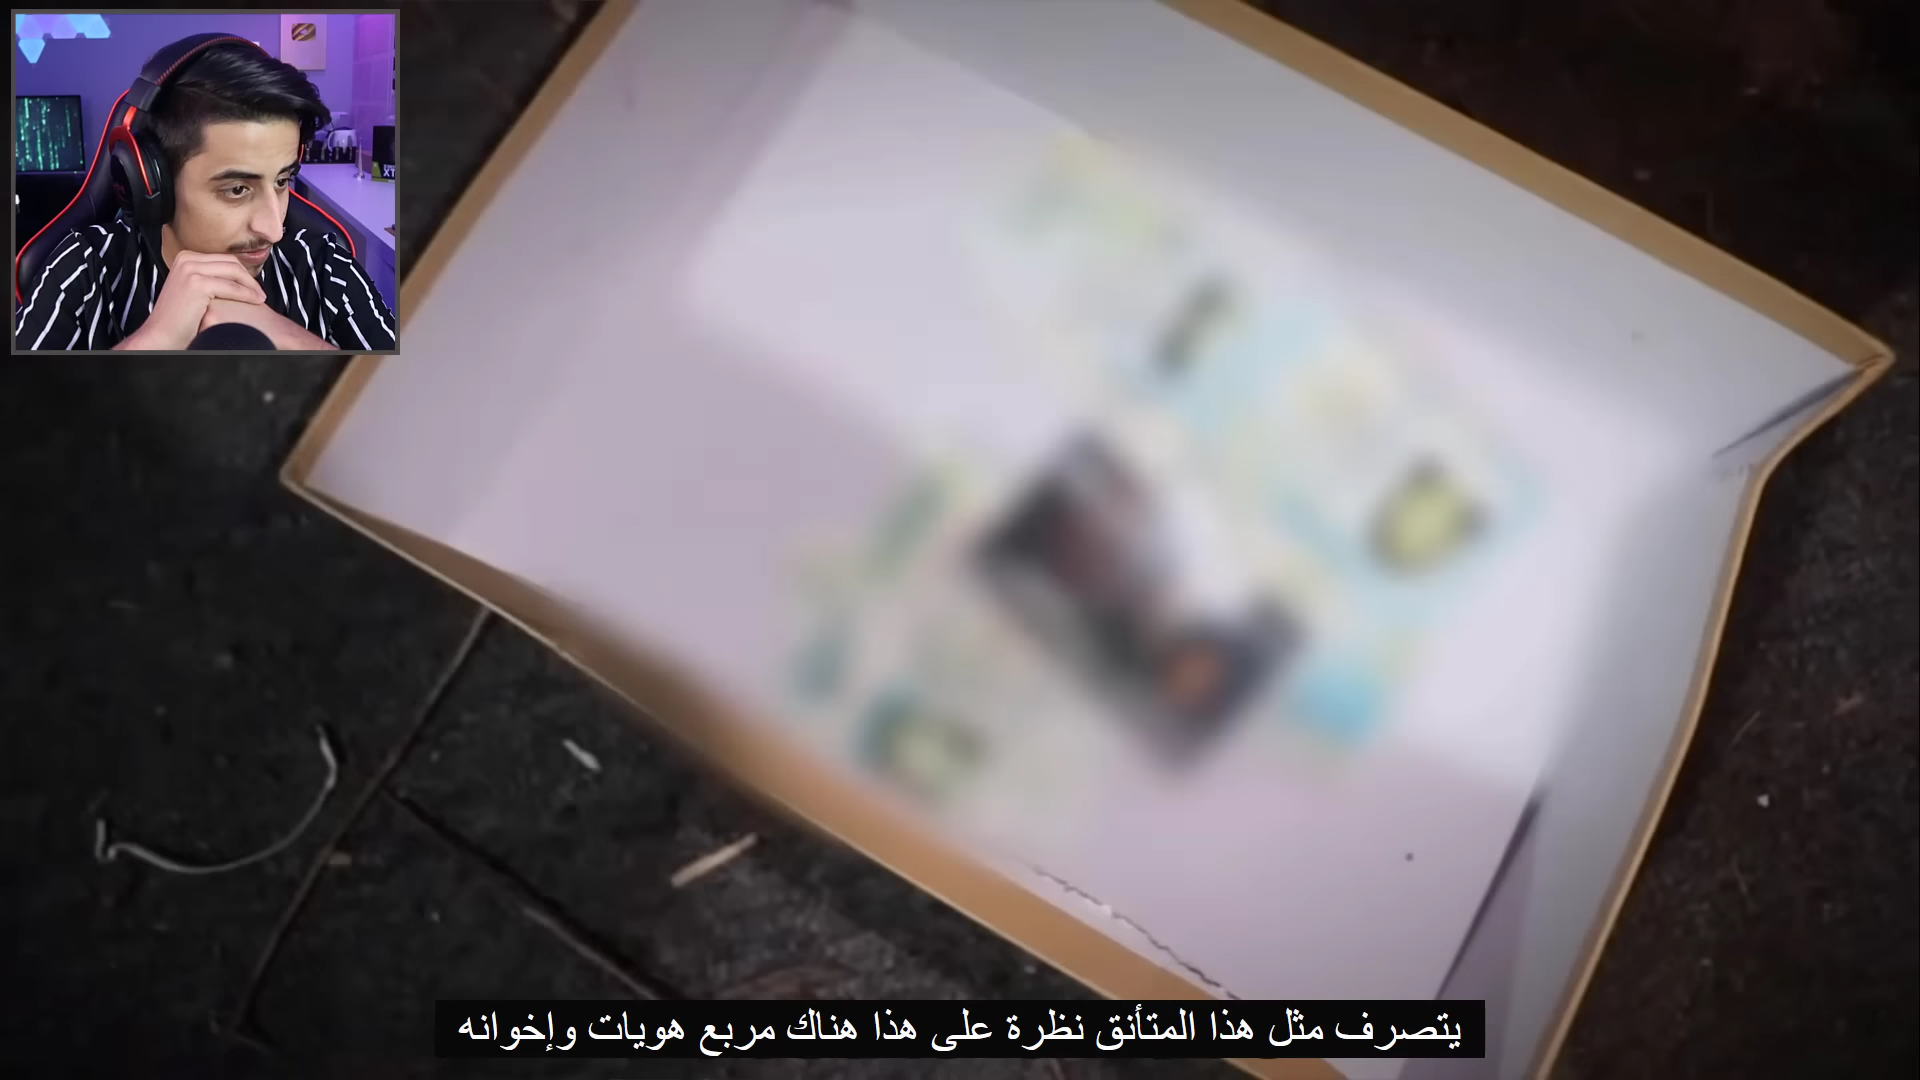 يتصرف مثل هذا المتأنق نظرة على هذا هناك مربع هويات وإخوانه